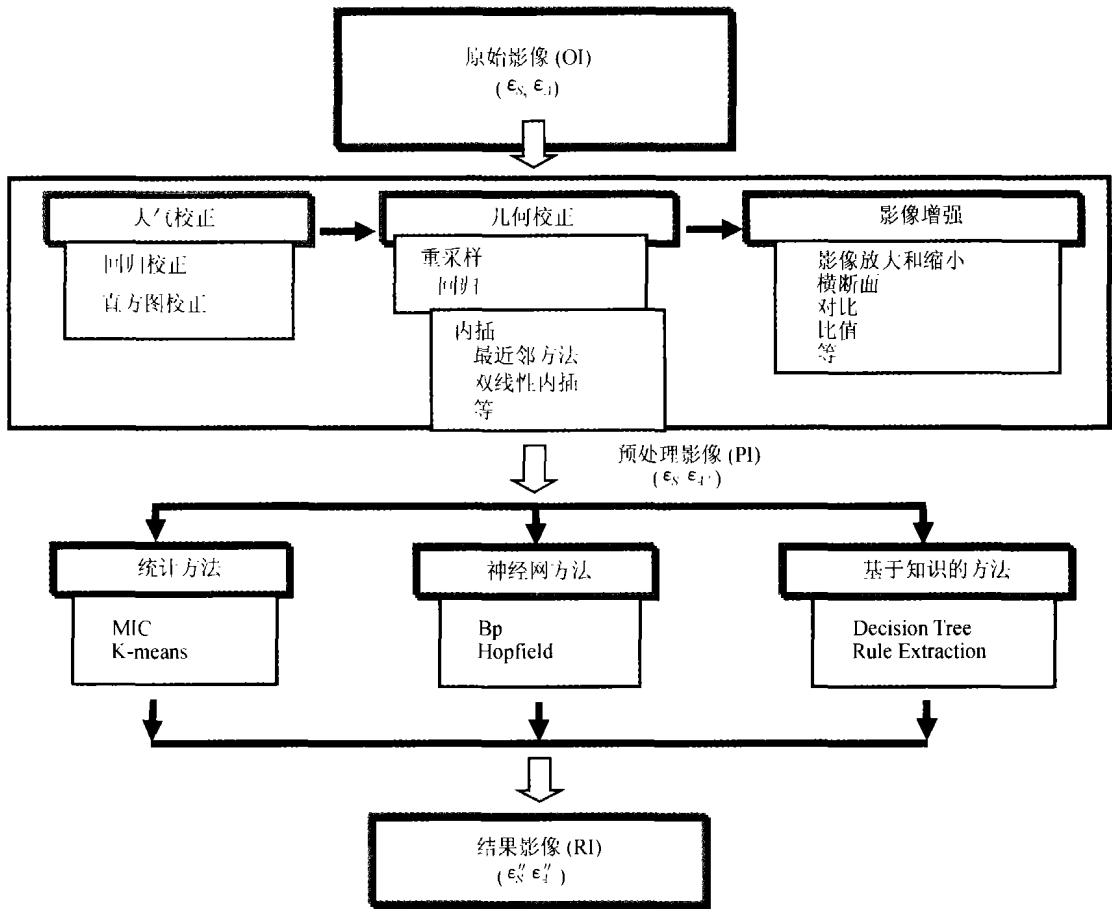 原始影像 (OI)
大气校正
几何校正
影像增强
回归校正
直方图校正
重采样
回归
内插
最近邻方法
双线性内插
等
影像放大和缩小
横断面
对比
比值
等
预处理影像 (PI)
统计方法
神经网方法
基于知识的方法
MIC
K-means
Bp
Hopfield
Decision Tree
Rule Extraction
结果影像 (RI)